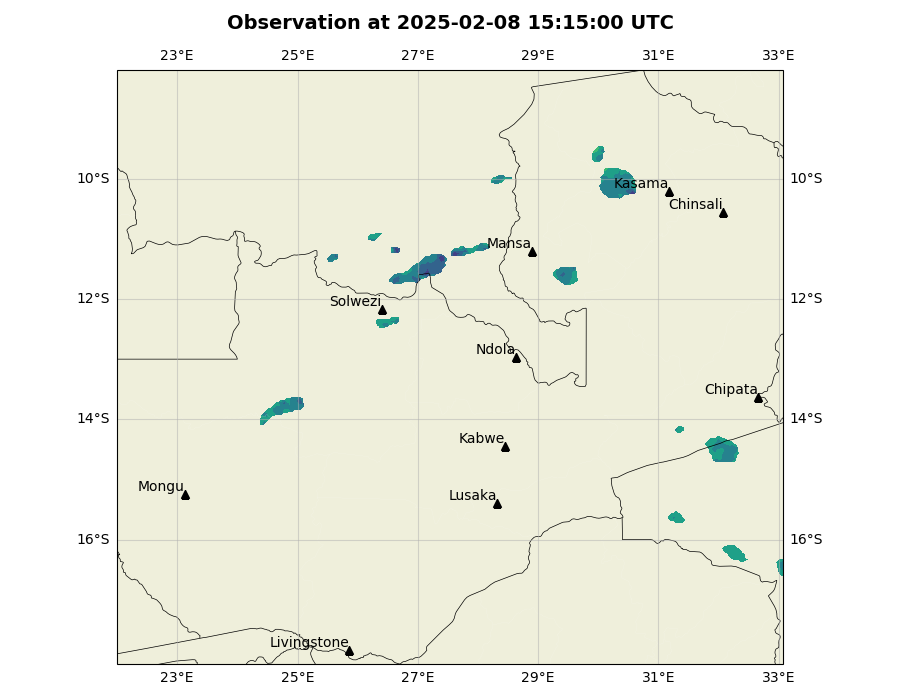 Observation at 2025-02-08 15:15:00 UTC
23°E 25°E 27°E 29°E 31°E 33°E
10°S 10°S
Kasama
Chinsali
Mansa
12°S 12°S
Solwezi
Ndola
Chipata
14°S 14°S
Kabwe
Mongu
Lusaka
16°S 16°S
Livingstone
23°E 25°E 27°E 29°E 31°E 33°E